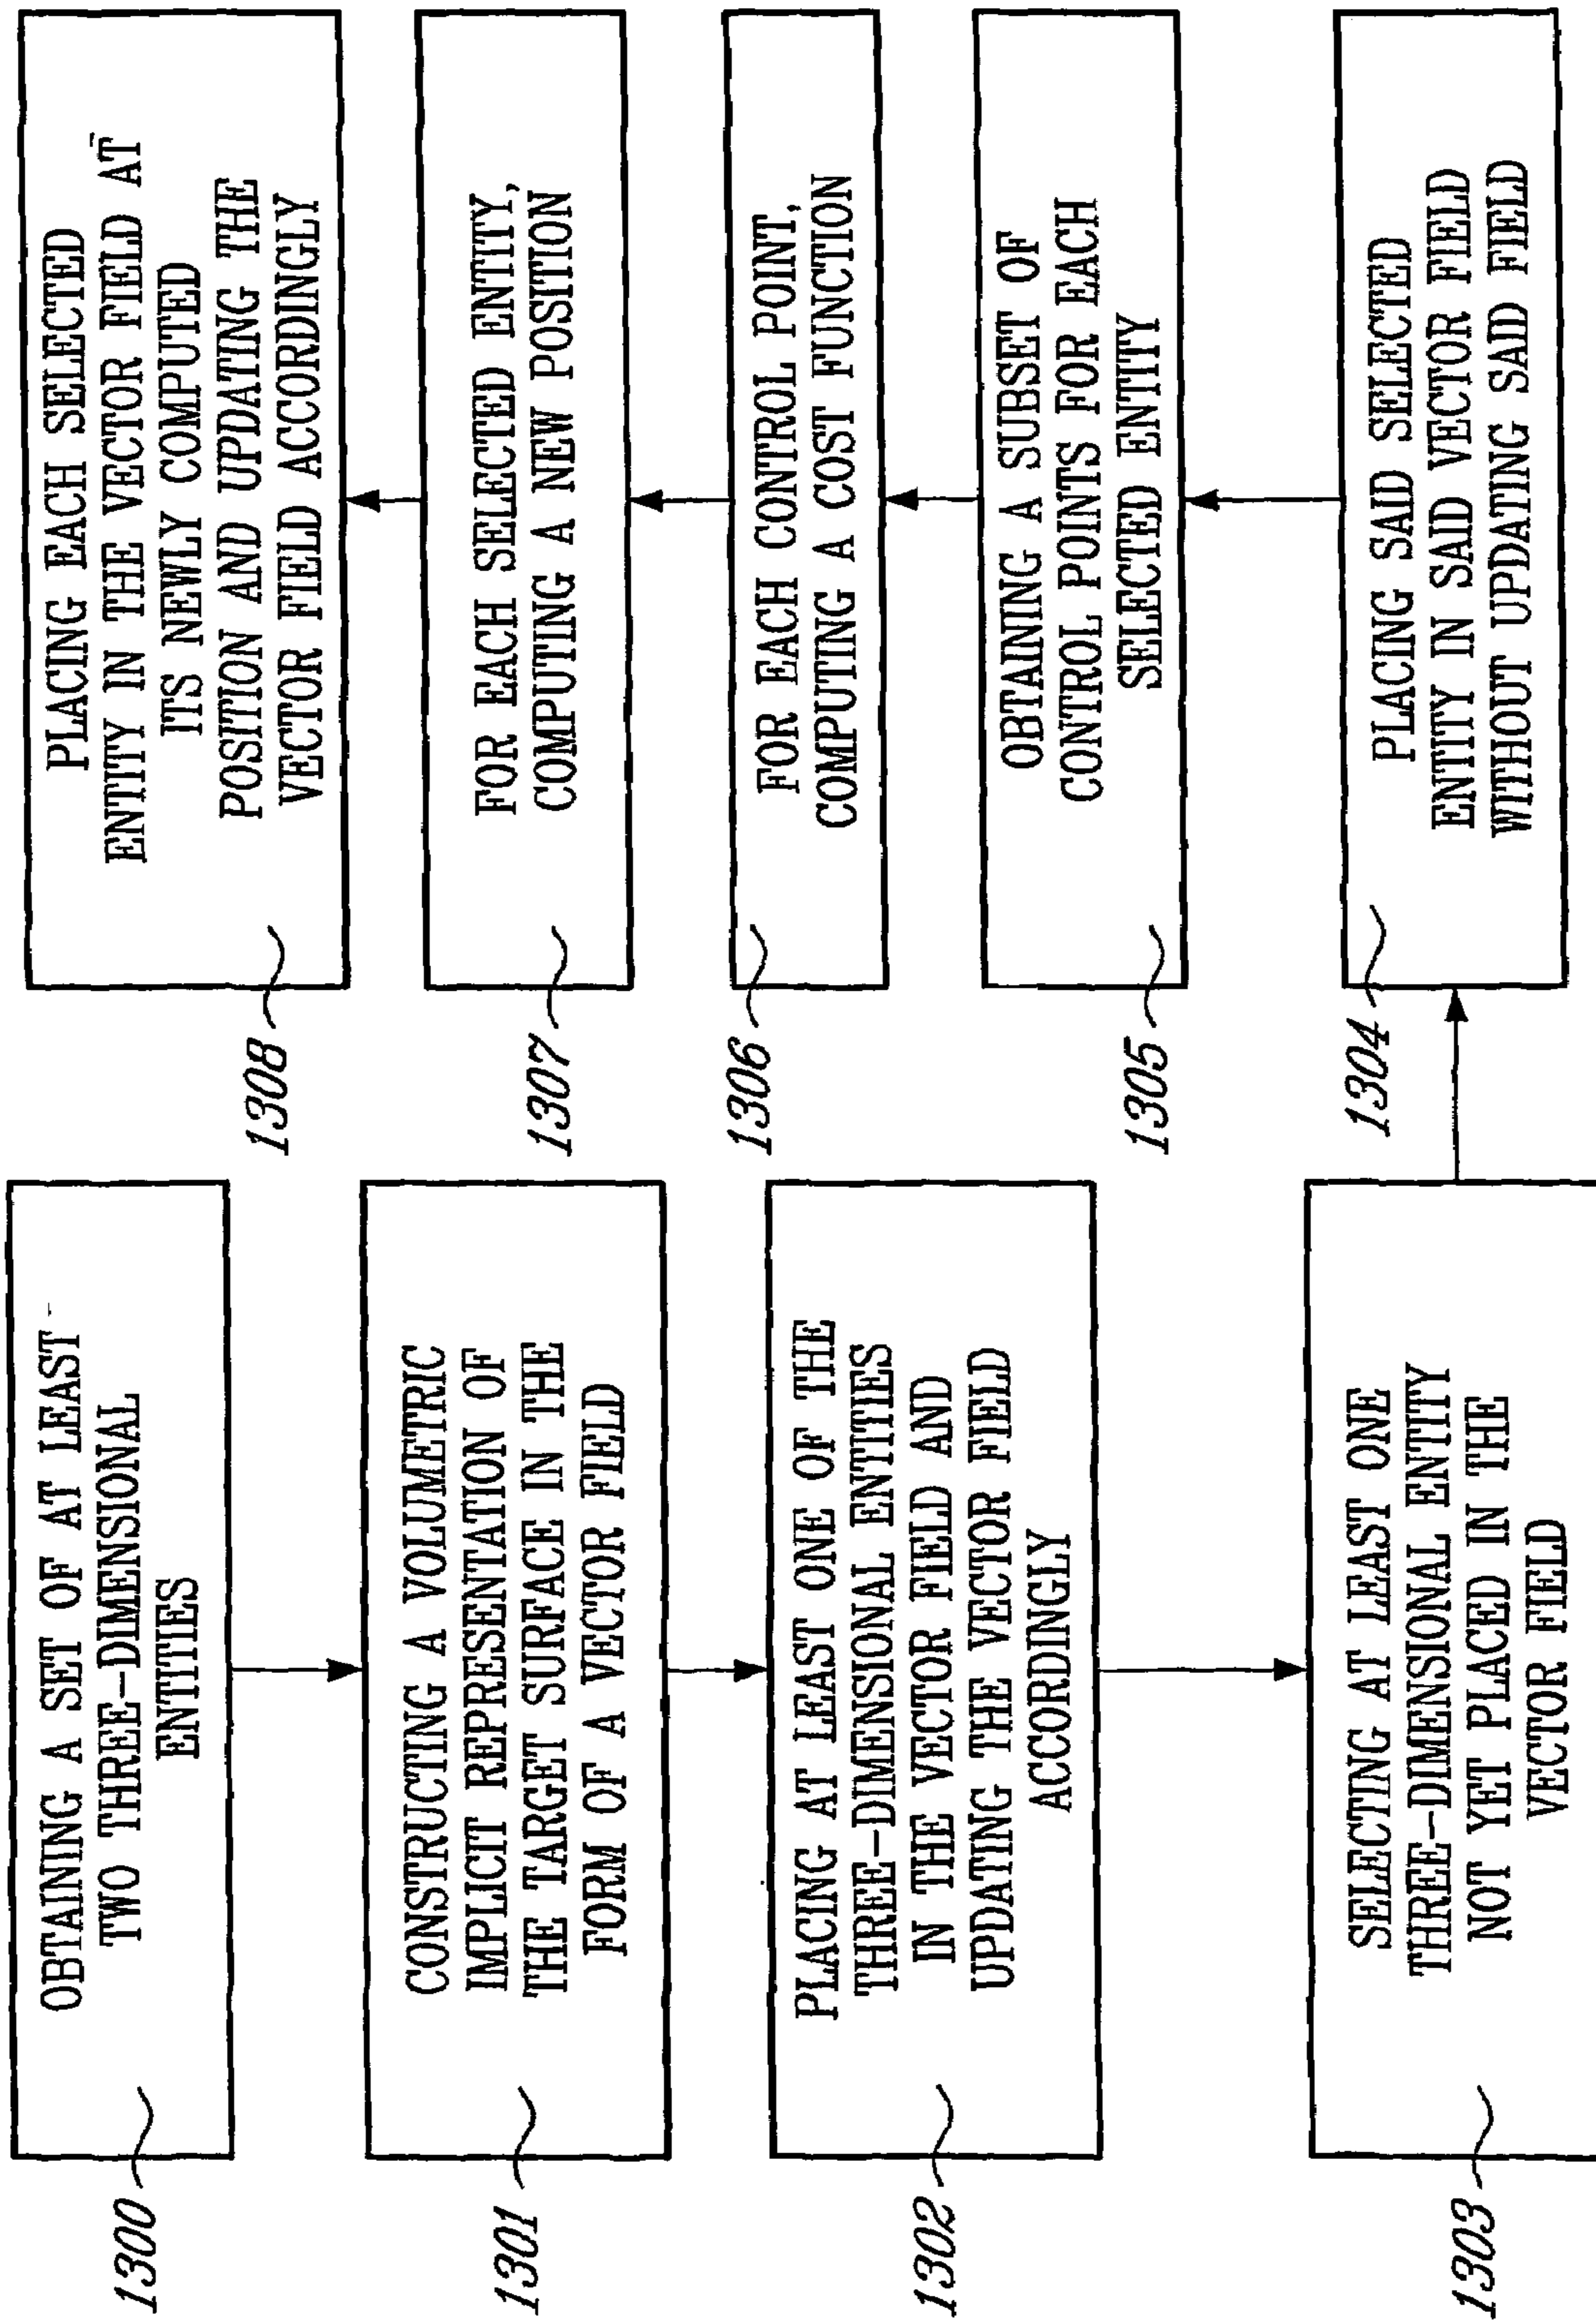 1300
OBTAINING A SET OF AT LEAST
TWO THREE-DIMENSIONAL
ENTITIES
1301
CONSTRUCTING A VOLUMETRIC
IMPLICIT REPRESENTATION OF
THE TARGET SURFACE IN THE
FORM OF A VECTOR FIELD
1302
PLACING AT LEAST ONE OF THE
THREE-DIMENSIONAL ENTITIES
IN THE VECTOR FIELD AND
UPDATING THE VECTOR FIELD
ACCORDINGLY
1303
SELECTING AT LEAST ONE
THREE-DIMENSIONAL ENTITY
NOT YET PLACED IN THE
VECTOR FIELD
1304
PLACING SAID SELECTED
ENTITY IN SAID VECTOR FIELD
WITHOUT UPDATING SAID FIELD
1305
OBTAINING A SUBSET OF
CONTROL POINTS FOR EACH
SELECTED ENTITY
1306
FOR EACH CONTROL POINT,
COMPUTING A COST FUNCTION
1307
FOR EACH SELECTED ENTITY,
COMPUTING A NEW POSITION
1308
PLACING EACH SELECTED
ENTITY IN THE VECTOR FIELD AT
ITS NEWLY COMPUTED
POSITION AND UPDATING THE
VECTOR FIELD ACCORDINGLY